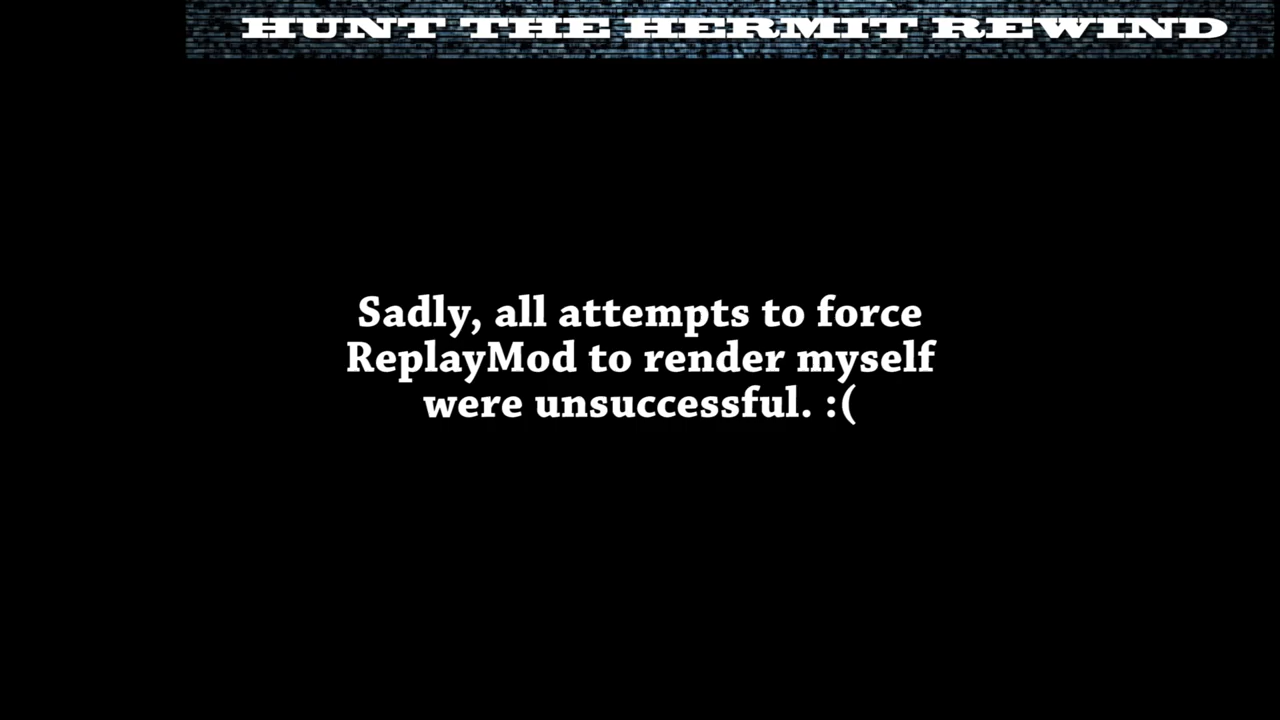 HUNT THE HERMIT REWIND
Sadly, all attempts to force
ReplayMod to render myself
were unsuccessful. :(